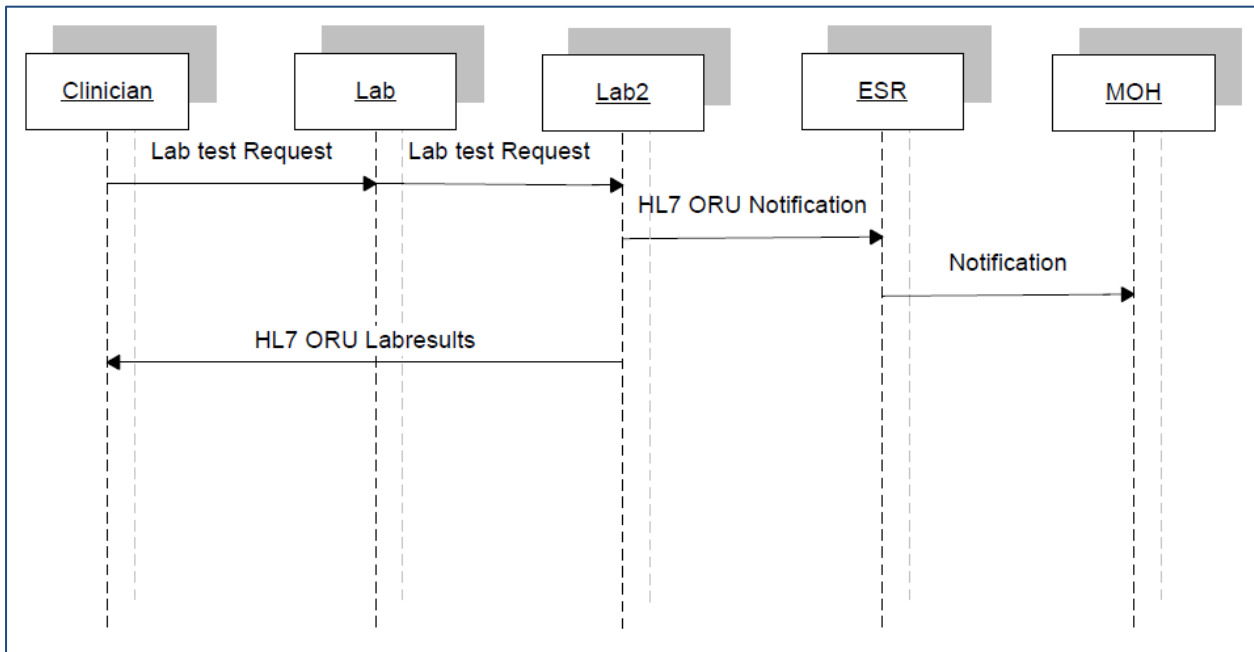 Clinician
Lab
Lab2
ESR
MOH
Lab test Request
Lab test Request
HL7 ORU Notification
Notification
HL7 ORU Labresults